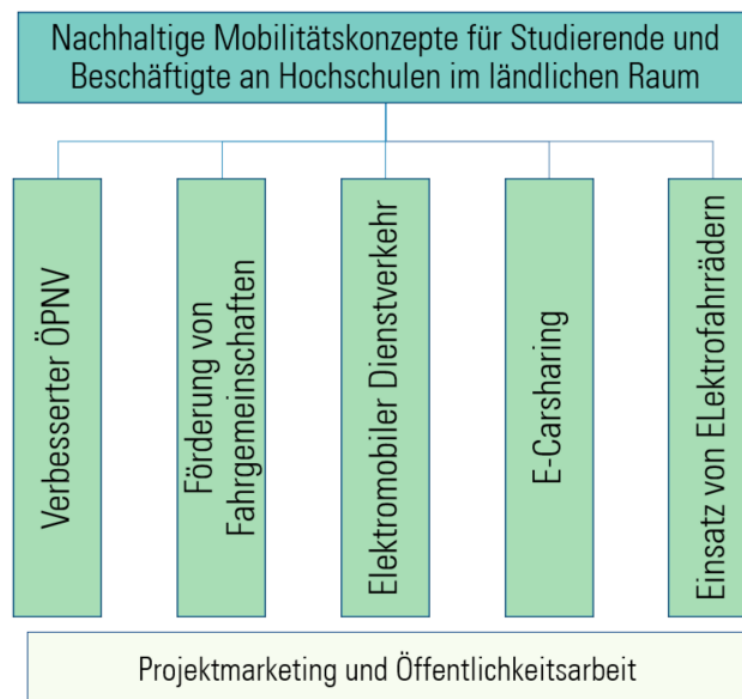 Nachhaltige Mobilitätskonzepte für Studierende und
Beschäftigte an Hochschulen im ländlichen Raum
Verbesserter ÖPNV
Förderung von
Fahrgemeinschaften
Elektromobiler Dienstverkehr
E-Carsharing
Einsatz von ELektrofahrrädern
Projektmarketing und Öffentlichkeitsarbeit